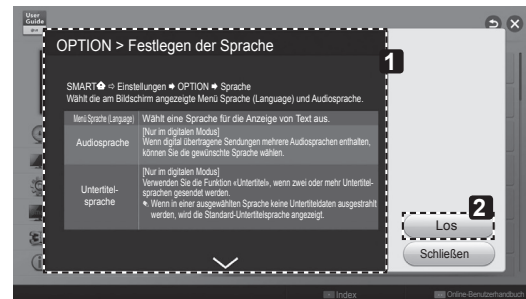 User
Guide
OPTION > Festlegen der Sprache
1
SMART ⇨ Einstellungen ➡ OPTION ➡ Sprache
Wählt die am Bildschirm angezeigte Menü Sprache (Language) und Audiosprache.
Menü Sprache (Language) Wählt eine Sprache für die Anzeige von Text aus.
Audiosprache
[Nur im digitalen Modus]
Wenn digital übertragene Sendungen mehrere Audiosprachen enthalten,
können Sie die gewünschte Sprache wählen.
Untertitel-
sprache
[Nur im digitalen Modus]
Verwenden Sie die Funktion «Untertitel», wenn zwei oder mehr Untertitel-
sprachen gesendet werden.
Wenn in einer ausgewählten Sprache keine Untertiteldaten ausgestrahlt
werden, wird die Standard-Untertitelsprache angezeigt.
2
Los
Schließen
Index
Online-Benutzerhandbuch